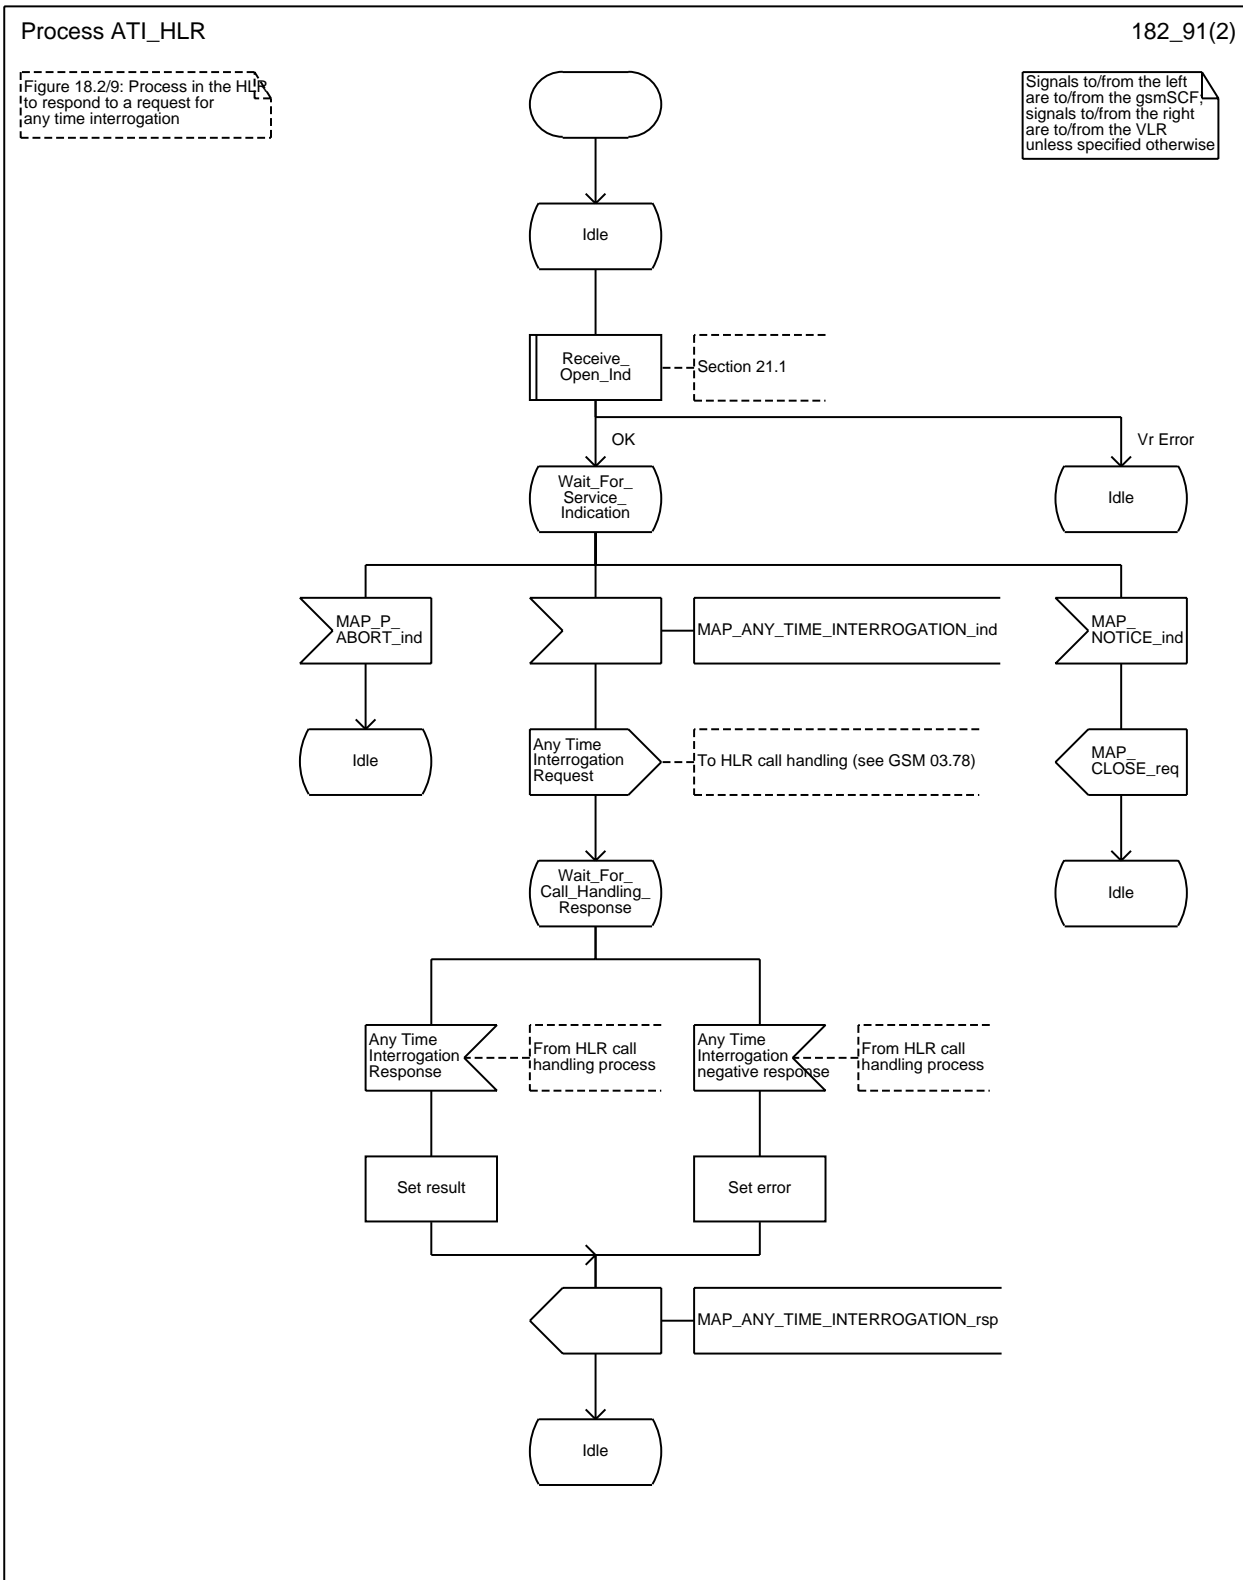 Process ATI_HLR
182_91(2)
Figure 18.2/9: Process in the HLR
to respond to a request for
any time interrogation
Signals to/from the left
are to/from the gsmSCF;
signals to/from the right
are to/from the VLR
unless specified otherwise
Idle
Receive_
Open_Ind
Section 21.1
OK
Vr Error
Wait_For_
Service_
Indication
Idle
MAP_P_
ABORT_ind
MAP_ANY_TIME_INTERROGATION_ind
MAP_
NOTICE_ind
Idle
Any Time
Interrogation
Request
To HLR call handling (see GSM 03.78)
MAP_
CLOSE_req
Wait_For_
Call_Handling_
Response
Idle
Any Time
Interrogation
Response
From HLR call
handling process
Any Time
Interrogation
negative response
From HLR call
handling process
Set result
Set error
MAP_ANY_TIME_INTERROGATION_rsp
Idle